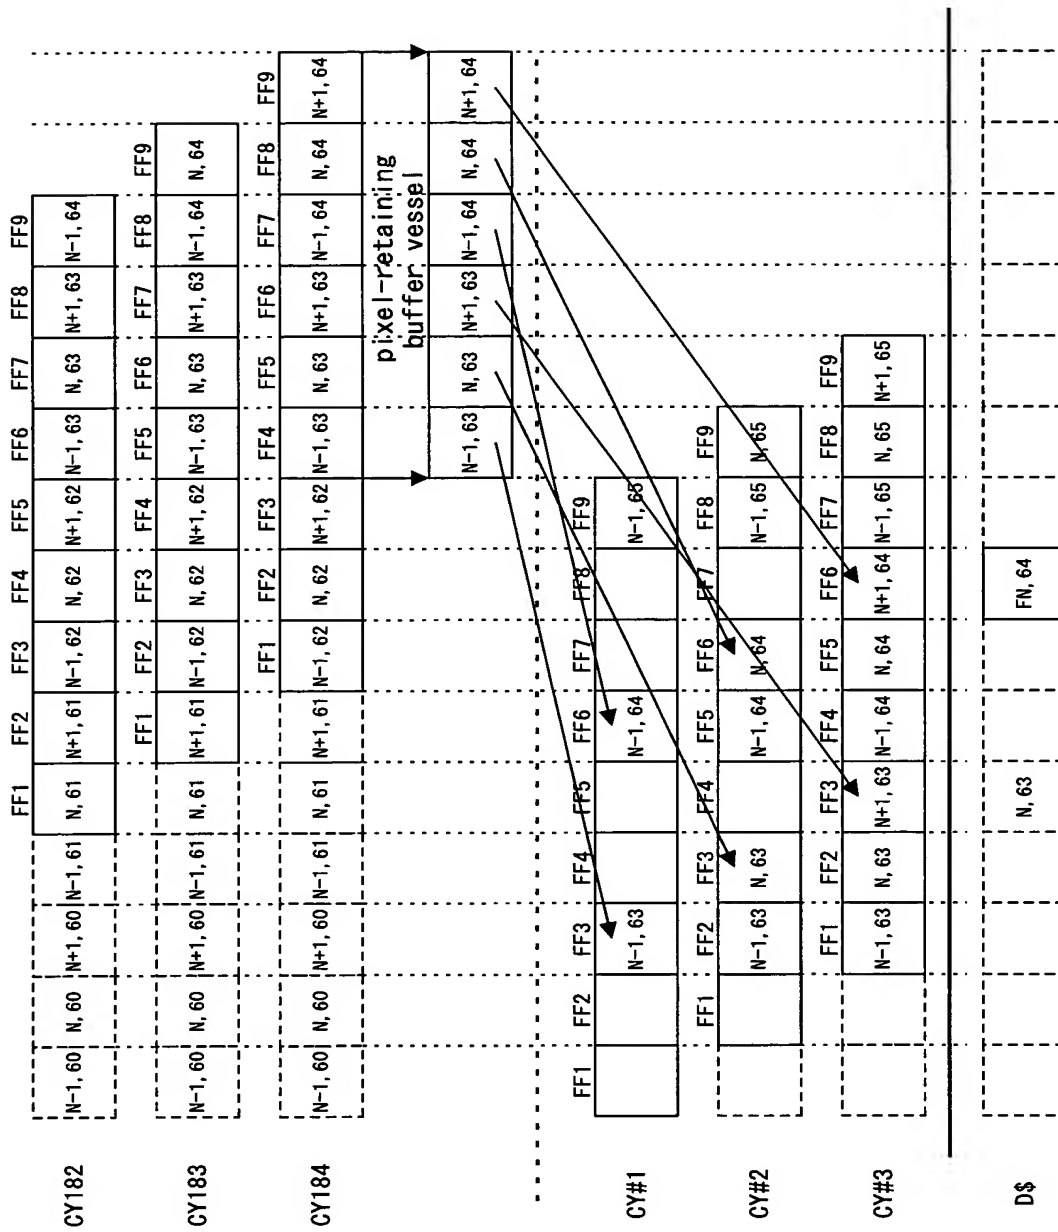 FF1 FF2 FF3 FF4 FF5 FF6 FF7 FF8 FF9
CY182 N-1, 60 N, 60 N+1, 60 N-1, 61 N, 61 N+1, 61 N-1, 62 N, 62 N+1, 62 N-1, 63 N, 63 N+1, 63 N-1, 64
FF1 FF2 FF3 FF4 FF5 FF6 FF7 FF8 FF9
CY183 N-1, 60 N, 60 N+1, 60 N-1, 61 N, 61 N+1, 61 N-1, 62 N, 62 N+1, 62 N-1, 63 N, 63 N+1, 63 N-1, 64 N, 64
FF1 FF2 FF3 FF4 FF5 FF6 FF7 FF8 FF9
CY184 N-1, 60 N, 60 N+1, 60 N-1, 61 N, 61 N+1, 61 N-1, 62 N, 62 N+1, 62 N-1, 63 N, 63 N+1, 63 N-1, 64 N, 64 N+1, 64
pixel-retaining
buffer vessel
N-1, 63 N, 63 N+1, 63 N-1, 64 N, 64 N+1, 64
FF1 FF2 FF3 FF4 FF5 FF6 FF7 FF8 FF9
CY#1 N-1, 63 N-1, 64 N-1, 65
FF1 FF2 FF3 FF4 FF5 FF6 FF7 FF8 FF9
CY#2 N-1, 63 N, 63 N-1, 64 N, 64 N-1, 65 N, 65
FF1 FF2 FF3 FF4 FF5 FF6 FF7 FF8 FF9
CY#3 N-1, 63 N, 63 N+1, 63 N-1, 64 N, 64 N+1, 64 N-1, 65 N, 65 N+1, 65
D$ N, 63 FN, 64